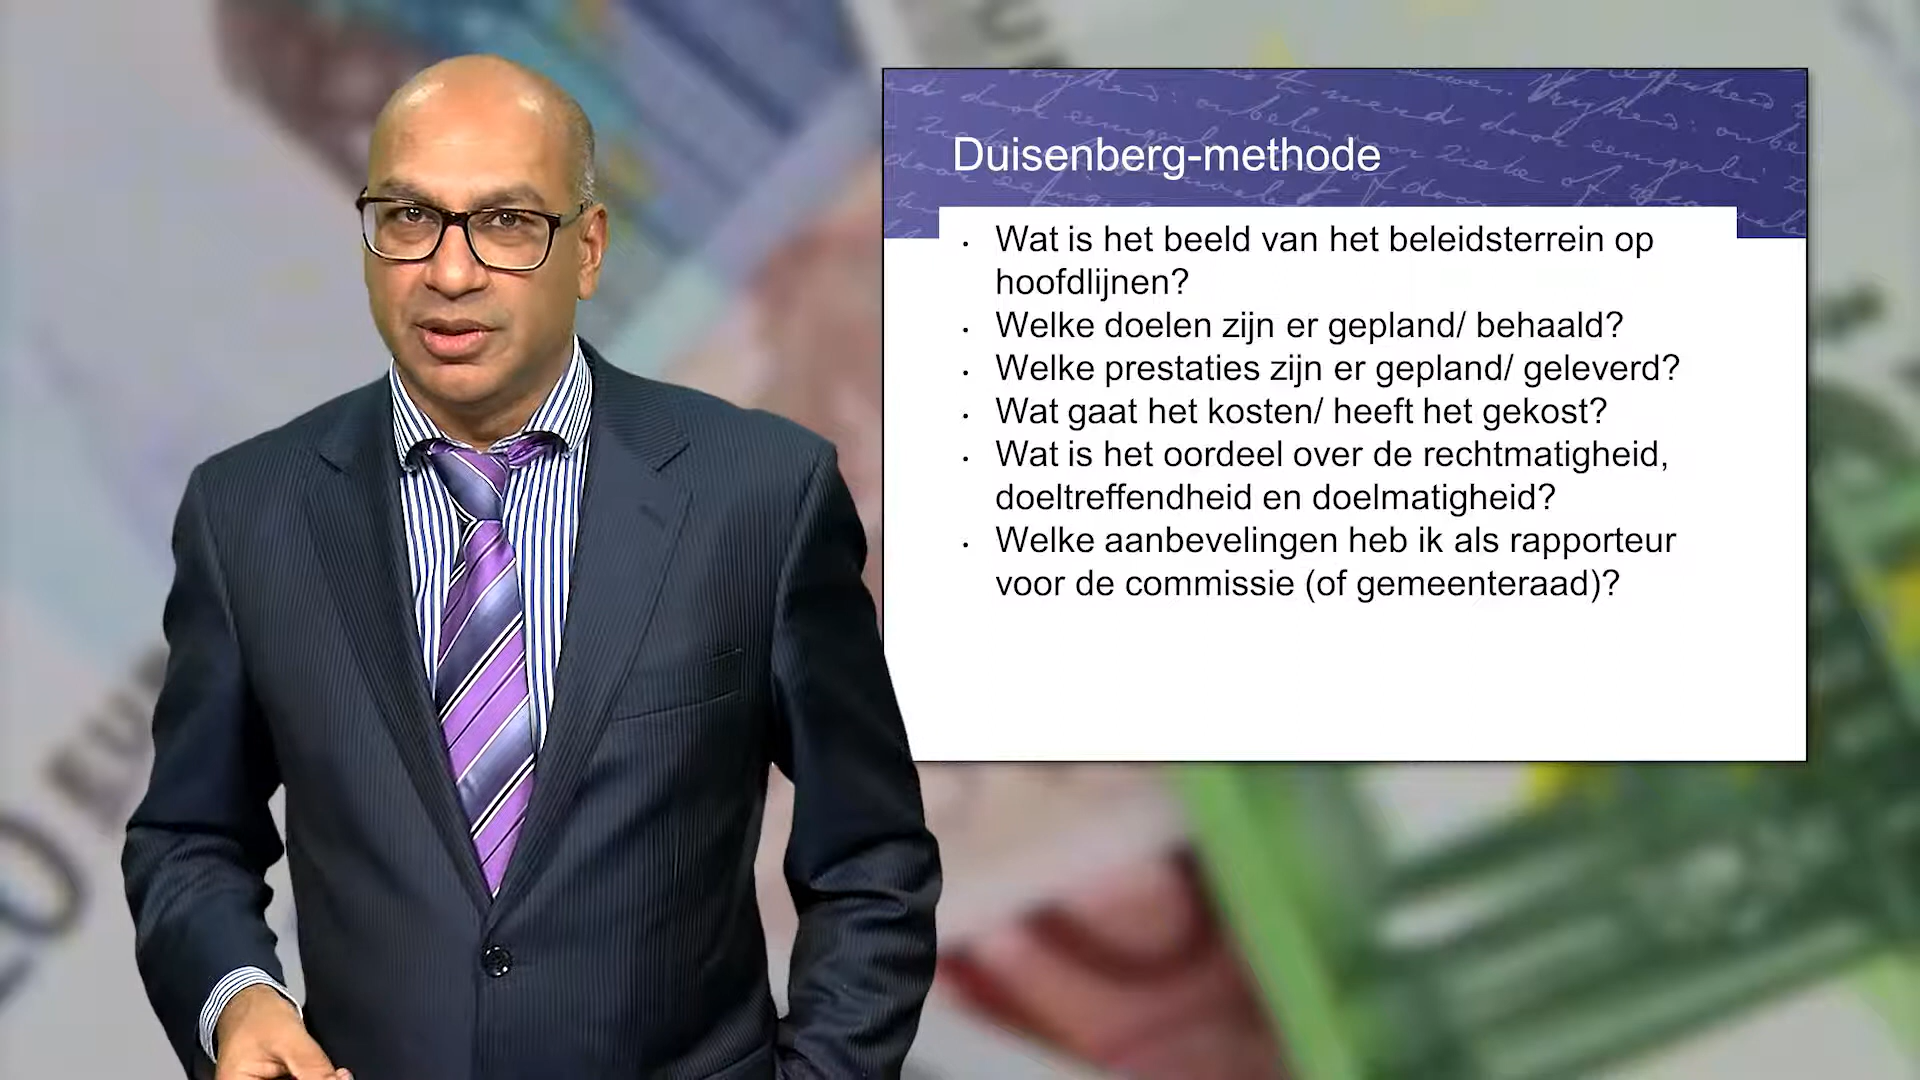 Duisenberg-methode
• Wat is het beeld van het beleidsterrein op
hoofdlijnen?
• Welke doelen zijn er gepland/ behaald?
• Welke prestaties zijn er gepland/ geleverd?
• Wat gaat het kosten/ heeft het gekost?
• Wat is het oordeel over de rechtmatigheid,
doeltreffendheid en doelmatigheid?
• Welke aanbevelingen heb ik als rapporteur
voor de commissie (of gemeenteraad)?